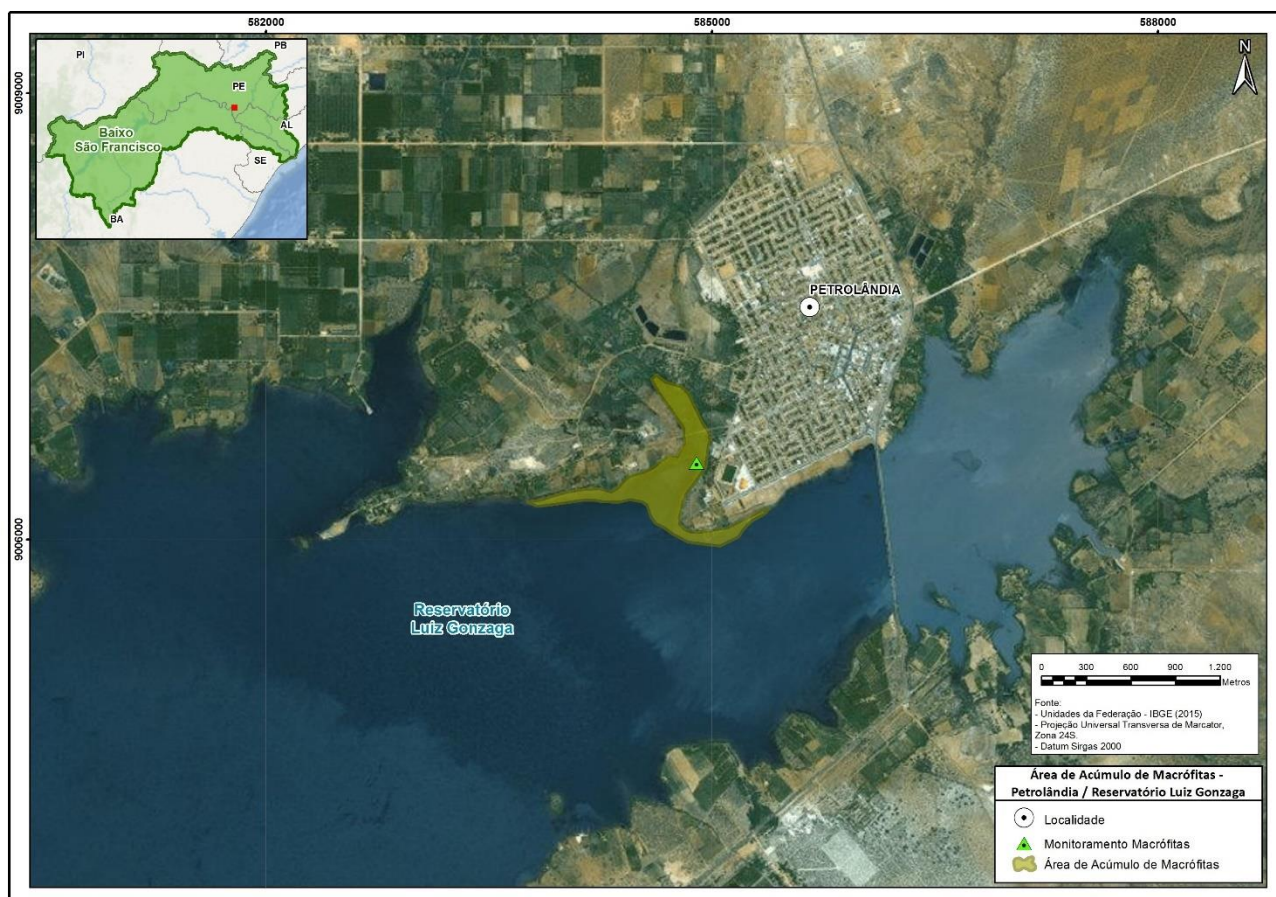 582000
585000
588000
9009000
9006000
PI
PB
PE
AL
SE
BA
Baixo
São Francisco
N
PETROLÂNDIA
Reservatório
Luiz Gonzaga
0 300 600 900 1.200
Metros
Fonte:
- Unidades da Federação - IBGE (2015)
- Projeção Universal Transversa de Marcator,
Zona 24S.
- Datum Sirgas 2000
Área de Acúmulo de Macrófitas -
Petrolândia / Reservatório Luiz Gonzaga
Localidade
Monitoramento Macrófitas
Área de Acúmulo de Macrófitas